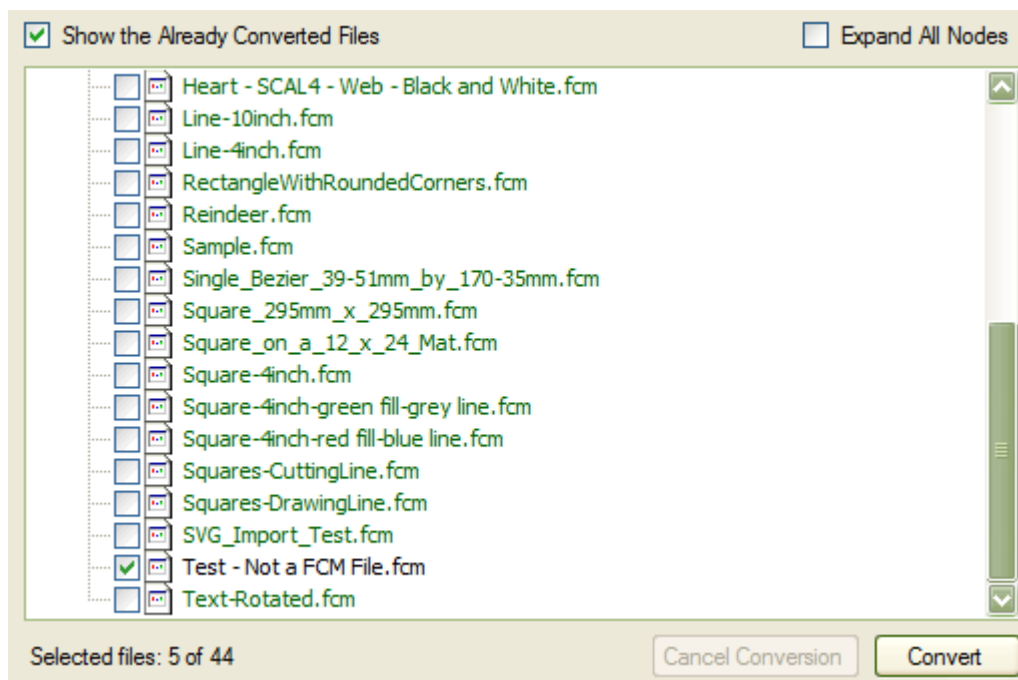 Show the Already Converted Files Expand All Nodes
Heart - SCAL4 - Web - Black and White.fcm
Line-10inch.fcm
Line-4inch.fcm
RectangleWithRoundedCorners.fcm
Reindeer.fcm
Sample.fcm
Single_Bezier_39-51mm_by_170-35mm.fcm
Square_295mm_x_295mm.fcm
Square_on_a_12_x_24_Mat.fcm
Square-4inch.fcm
Square-4inch-green fill-grey line.fcm
Square-4inch-red fill-blue line.fcm
Squares-CuttingLine.fcm
Squares-DrawingLine.fcm
SVG_Import_Test.fcm
Test - Not a FCM File.fcm
Text-Rotated.fcm
Selected files: 5 of 44 Cancel Conversion Convert